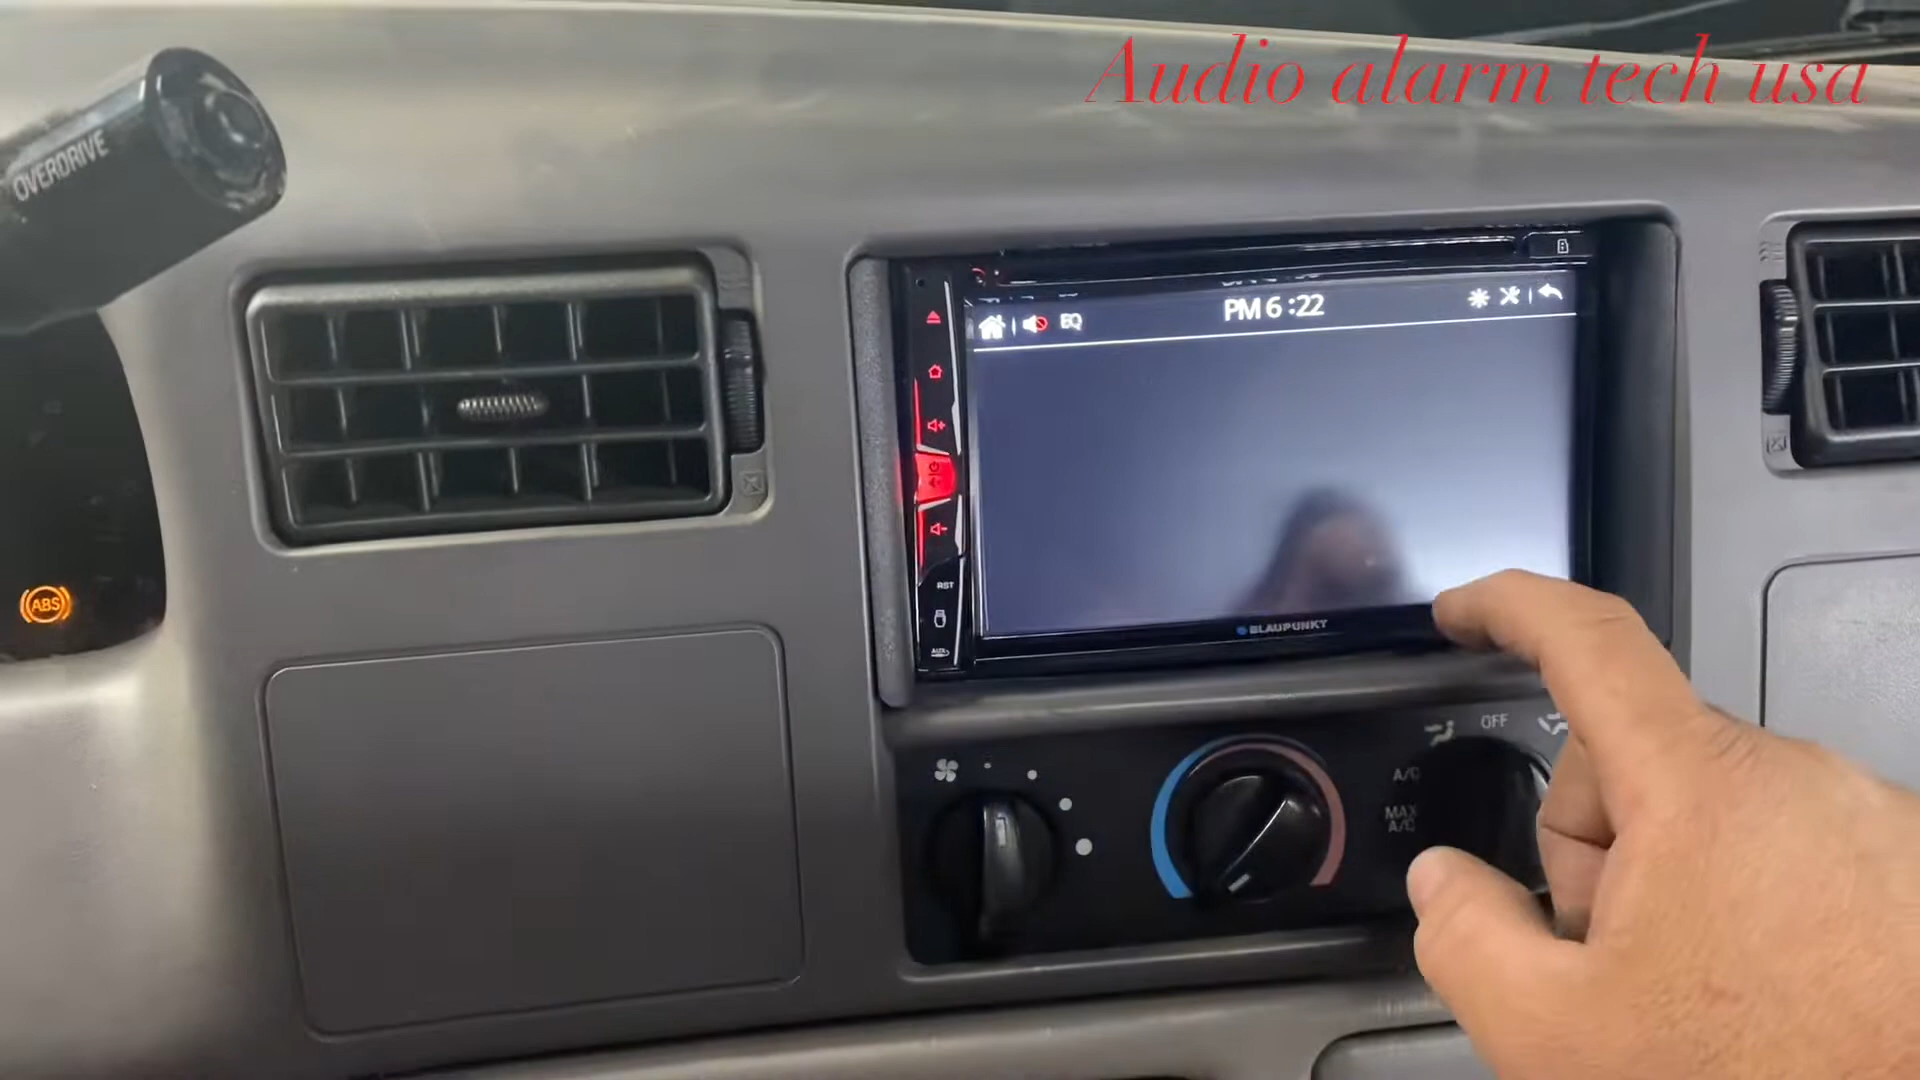 Audio alarm tech usa
OVERDRIVE
PM 6:22
EQ
RST
AUX
BLAUPUNKT
ABS
OFF
A/C
MAX
A/C